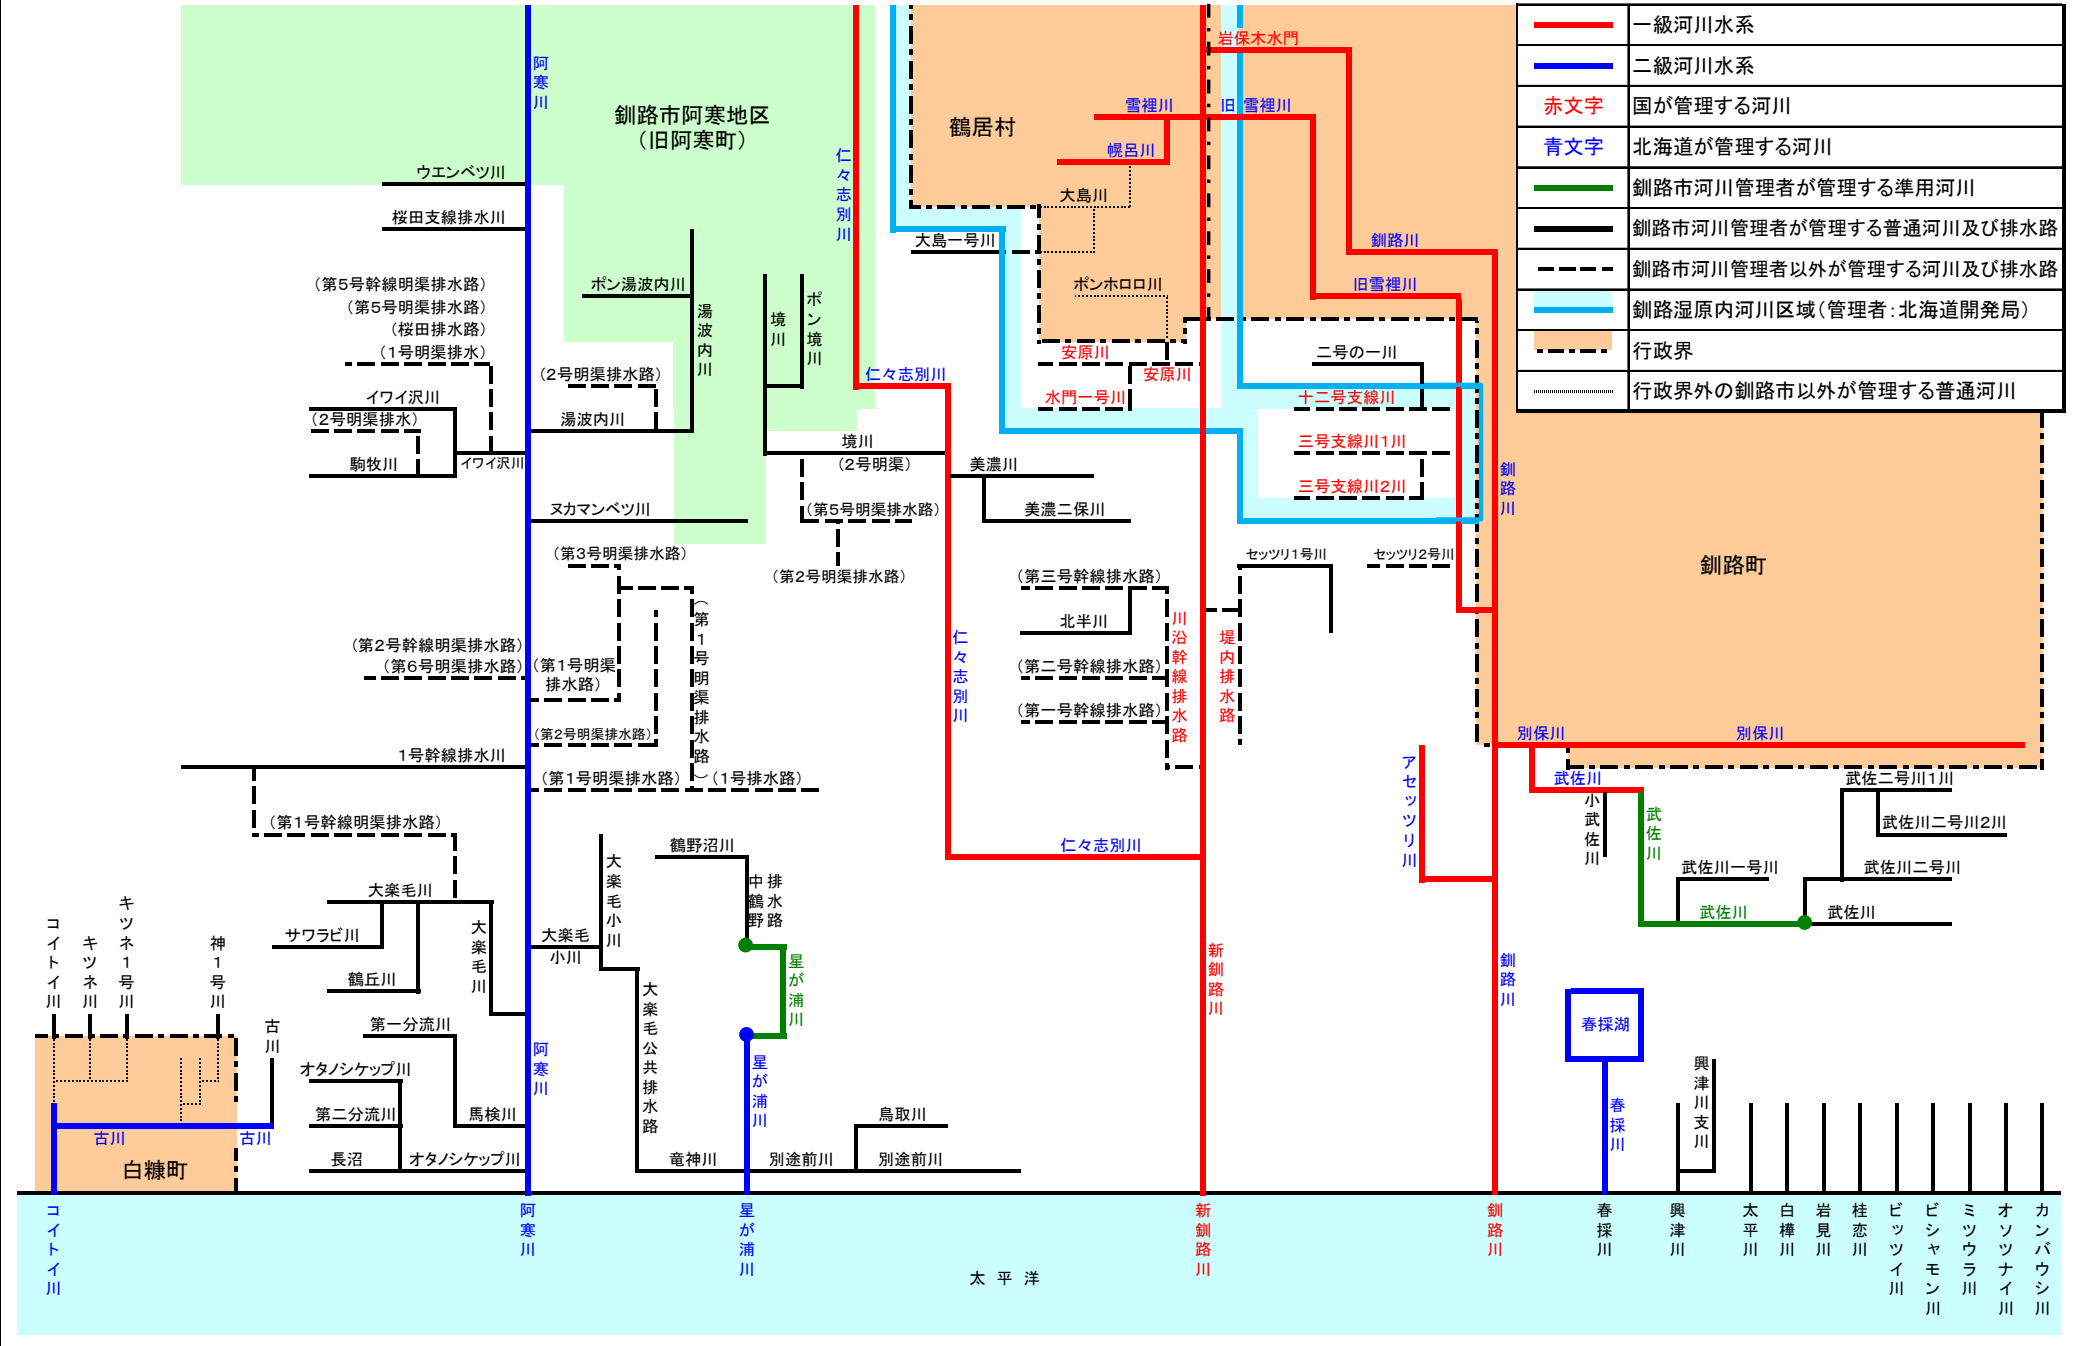 一級河川水系
二級河川水系
赤文字 国が管理する河川
青文字 北海道が管理する河川
釧路市河川管理者が管理する準用河川
釧路市河川管理者が管理する普通河川及び排水路
釧路市河川管理者以外が管理する河川及び排水路
釧路湿原内河川区域(管理者:北海道開発局)
行政界
行政界外の釧路市以外が管理する普通河川
阿寒川
釧路市阿寒地区
(旧阿寒町)
仁々志別川
鶴居村
岩保木水門
雪裡川
旧雪裡川
幌呂川
大島川
大島一号川
ポンホロロ川
釧路川
旧雪裡川
ウエンベツ川
桜田支線排水川
(第5号幹線明渠排水路)
(第5号明渠排水路)
(桜田排水路)
(1号明渠排水)
イワイ沢川
(2号明渠排水)
駒牧川
イワイ沢川
ポン湯波内川
湯波内川
境川
ポン境川
(2号明渠排水路)
湯波内川
仁々志別川
境川
(2号明渠)
美濃川
美濃二保川
(第5号明渠排水路)
(第2号明渠排水路)
ヌカマンベツ川
安原川
安原川
水門一号川
二号の一川
十二号支線川
三号支線川1川
三号支線川2川
釧路川
釧路町
セッツリ1号川
セッツリ2号川
(第3号明渠排水路)
(第1号明渠排水路)
(第2号幹線明渠排水路)
(第6号明渠排水路)
(第1号明渠
排水路)
(第2号明渠排水路)
(第1号明渠排水路)
(1号排水路)
仁々志別川
(第三号幹線排水路)
北半川
(第二号幹線排水路)
(第一号幹線排水路)
川沿幹線排水路
堤内排水路
1号幹線排水川
(第1号幹線明渠排水路)
大楽毛川
サワラビ川
鶴丘川
大楽毛川
大楽毛
小川
大楽毛小川
鶴野沼川
中鶴野
排水路
星が浦川
星が浦川
仁々志別川
新釧路川
アセッツリ川
釧路川
別保川
別保川
武佐川
小武佐川
武佐川
武佐川一号川
武佐川
武佐二号川1川
武佐川二号川2川
武佐川二号川
武佐川
コイトイ川
キツネ川
キツネ1号川
神1号川
古川
古川
古川
白糠町
第一分流川
オタノシケップ川
第二分流川
馬検川
長沼
オタノシケップ川
阿寒川
大楽毛公共排水路
竜神川
別途前川
鳥取川
別途前川
春採湖
春採川
興津川支川
コイトイ川
阿寒川
星が浦川
新釧路川
釧路川
春採川
興津川
太平川
白樺川
岩見川
桂恋川
ピッツイ川
ビシャモン川
ミツウラ川
オソツナイ川
カンバウシ川
太平洋